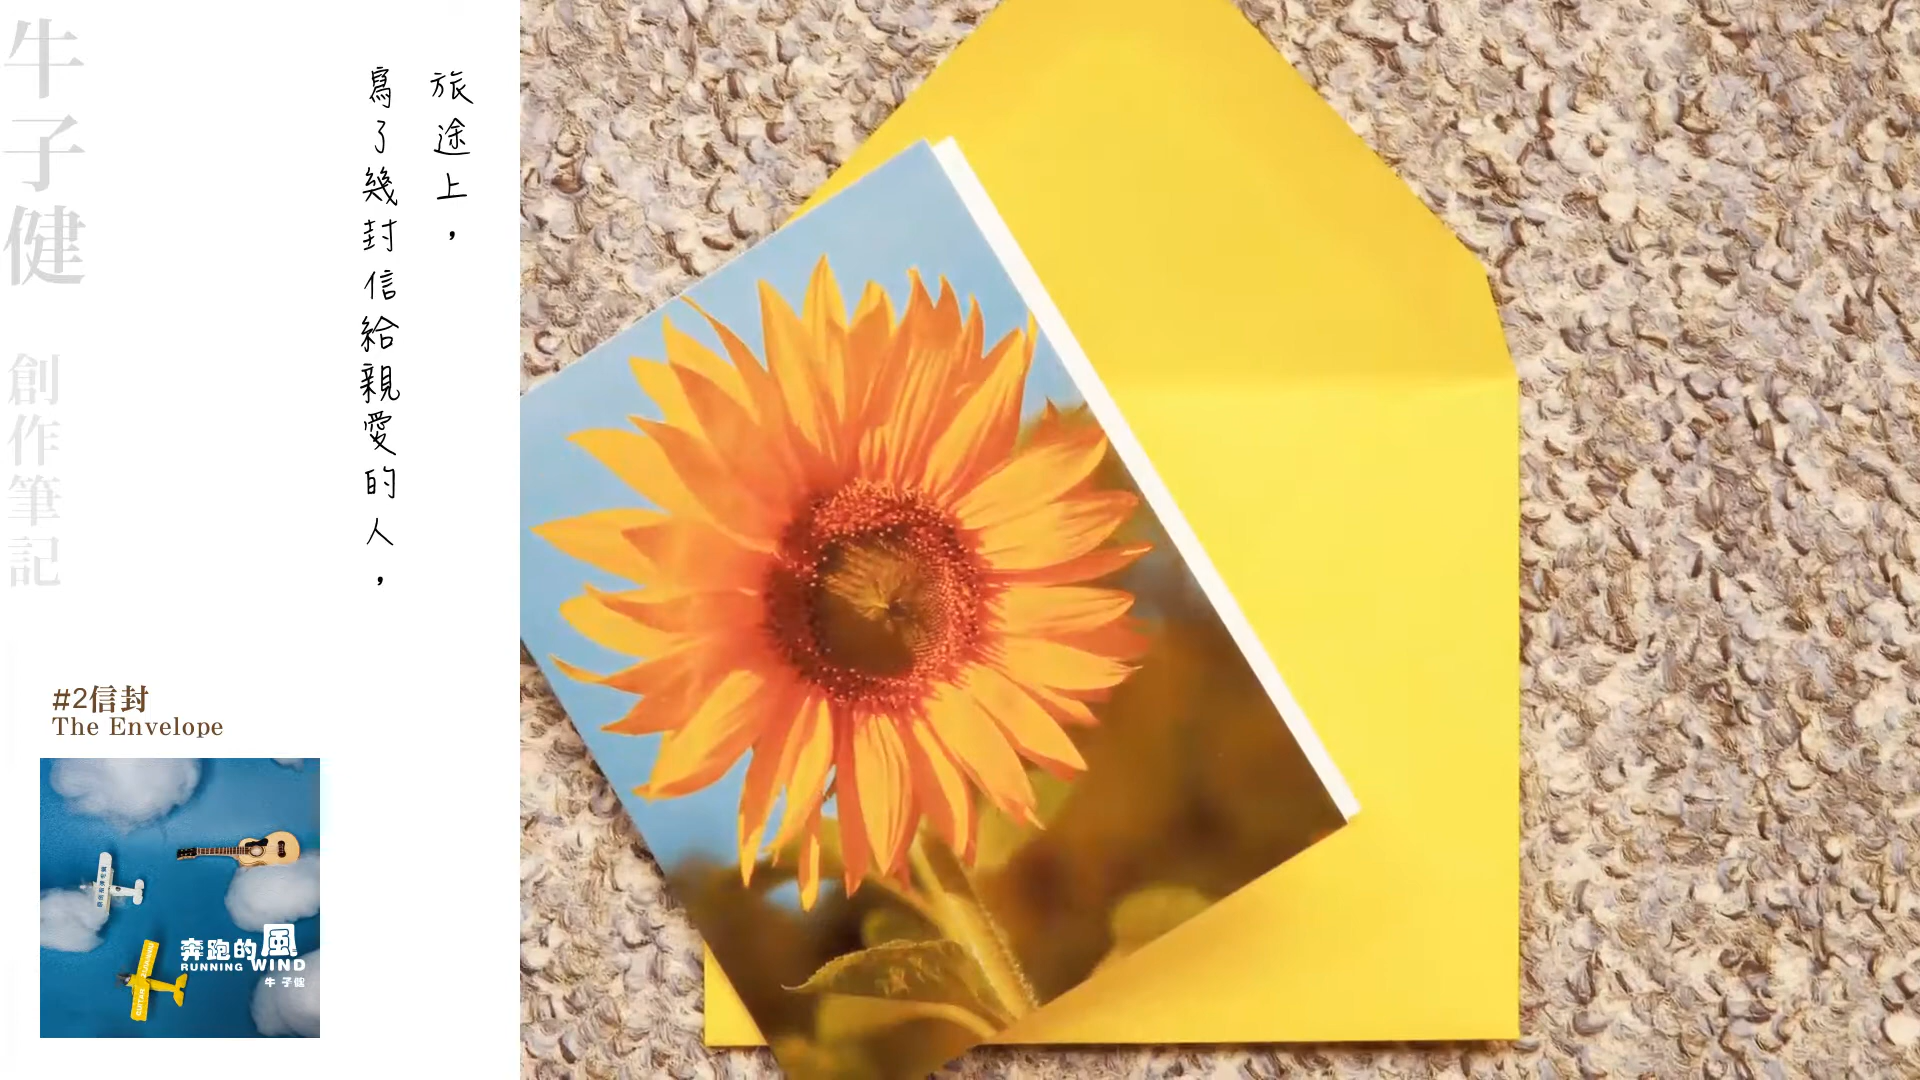 牛子健 創作筆記
旅途上，
寫了幾封信給親愛的人，
#2信封
The Envelope
奔跑的風
RUNNING WIND
牛子健
GUITAR